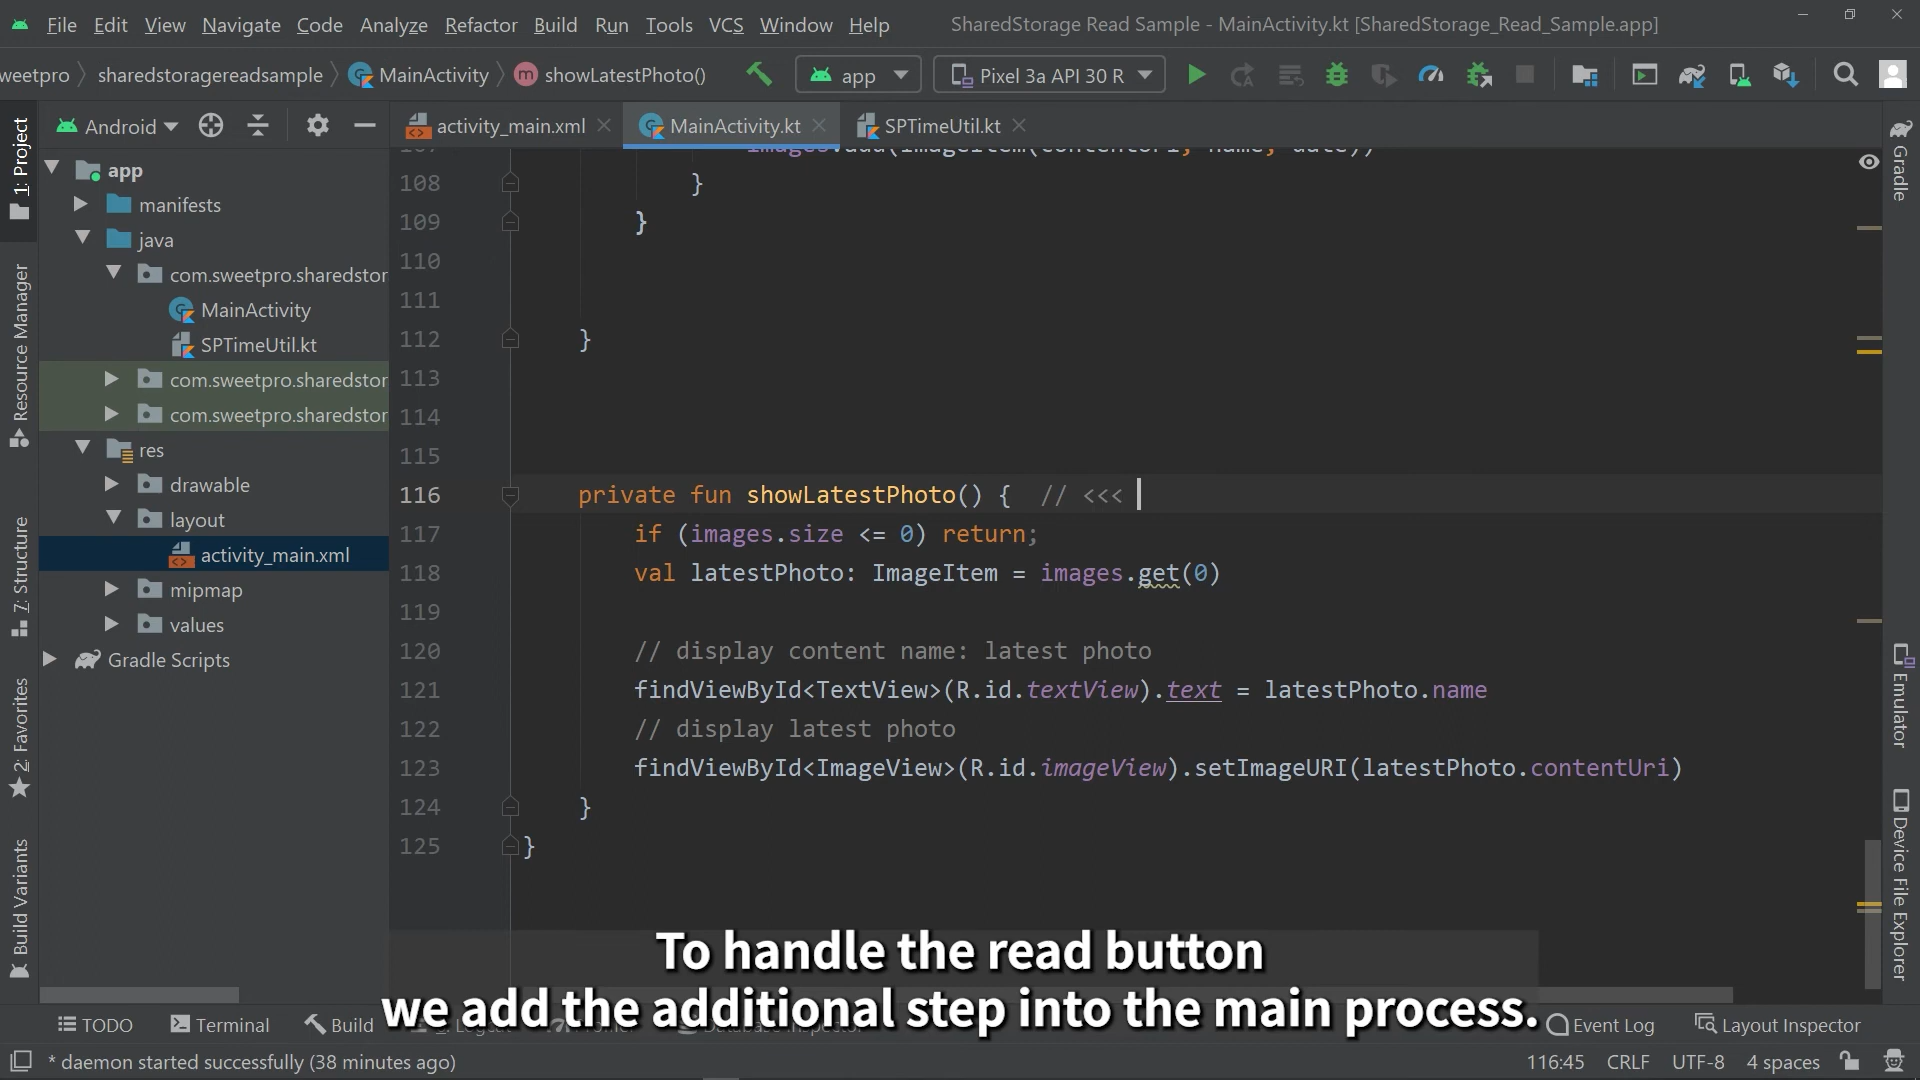 File Edit View Navigate Code Analyze Refactor Build Run Tools VCS Window Help SharedStorage Read Sample - MainActivity.kt [SharedStorage_Read_Sample.app]
weetpro sharedstoragereadsample MainActivity showLatestPhoto() app Pixel 3a API 30 R
Android activity_main.xml MainActivity.kt SPTimeUtil.kt
1: Project
Resource Manager
7: Structure
2: Favorites
Build Variants
app
manifests
java
com.sweetpro.sharedstor
MainActivity
SPTimeUtil.kt
com.sweetpro.sharedstor
com.sweetpro.sharedstor
res
drawable
layout
activity_main.xml
mipmap
values
Gradle Scripts
108 }
109 }
110
111
112 }
113
114
115
116 private fun showLatestPhoto() { // <<<
117 if (images.size <= 0) return;
118 val latestPhoto: ImageItem = images.get(0)
119
120 // display content name: latest photo
121 findViewById<TextView>(R.id.textView).text = latestPhoto.name
122 // display latest photo
123 findViewById<ImageView>(R.id.imageView).setImageURI(latestPhoto.contentUri)
124 }
125 }
Gradle
Emulator
Device File Explorer
To handle the read button
we add the additional step into the main process.
TODO Terminal Build Event Log Layout Inspector
* daemon started successfully (38 minutes ago) 116:45 CRLF UTF-8 4 spaces